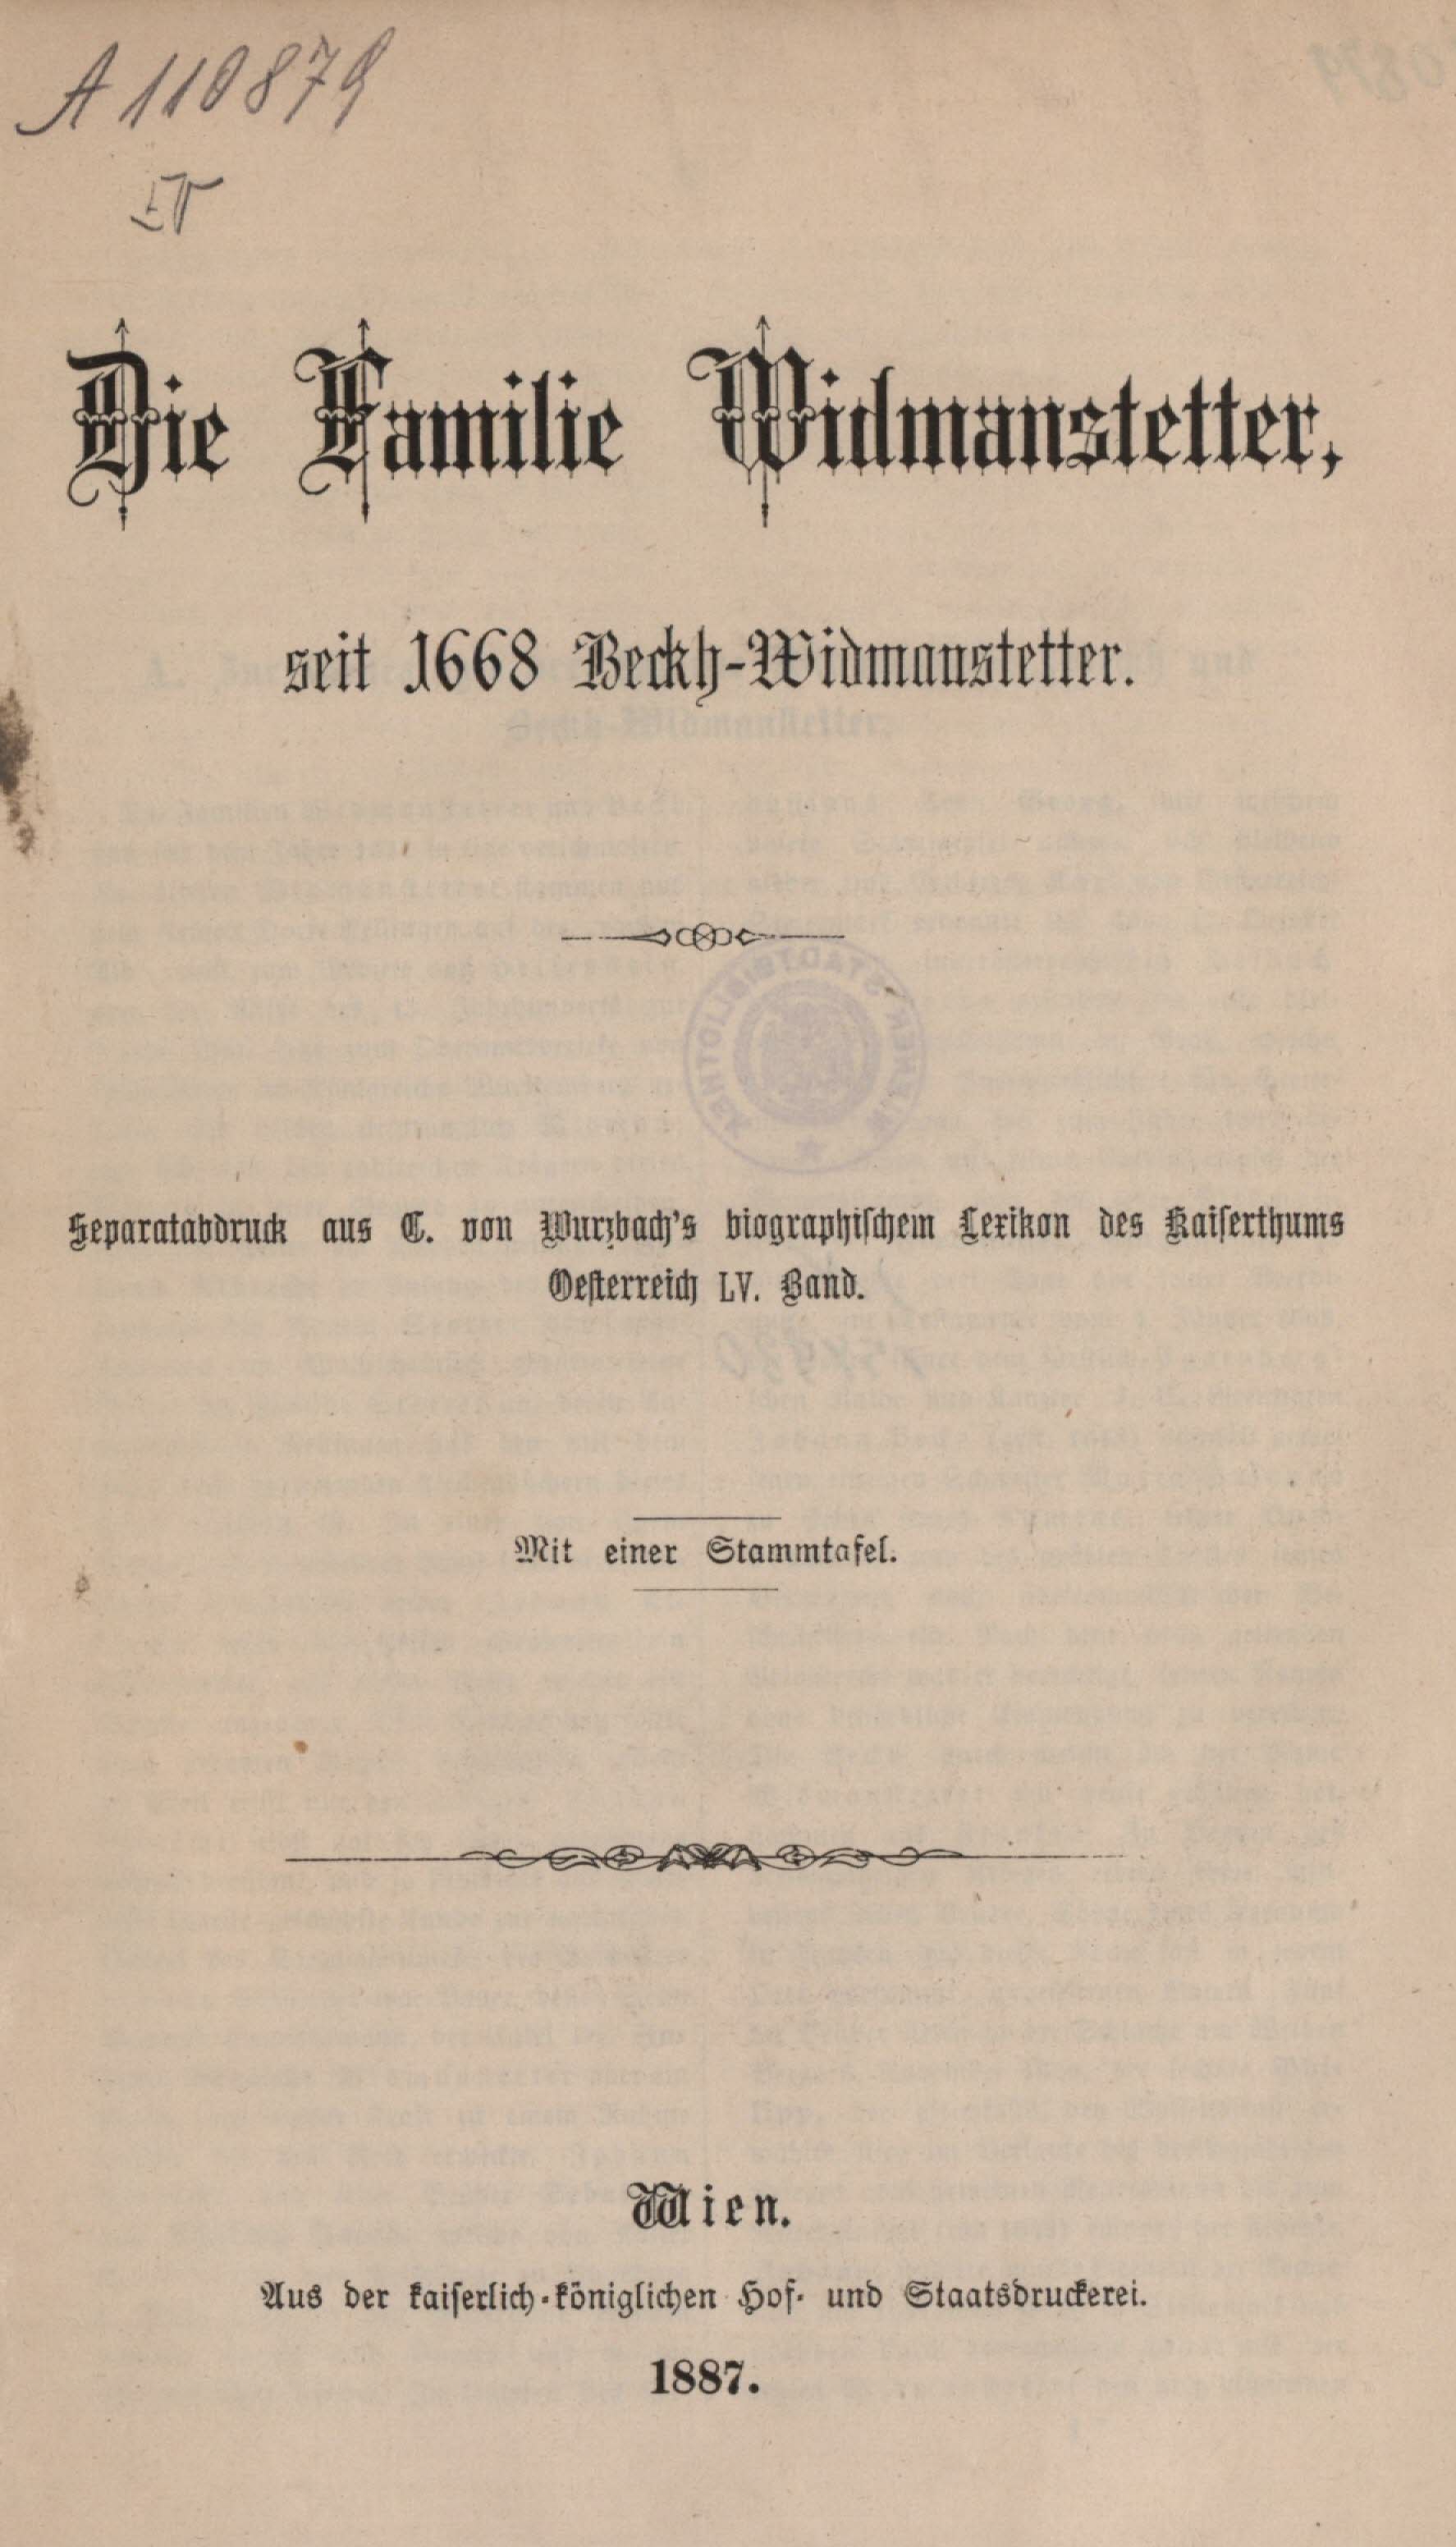 A 110879
Die Familie Widmanstetter,
seit 1668 Beckh-Widmanstetter.
Separatabdruck aus C. von Wurzbach's biographischem Lexikon des Kaiserthums
Oesterreich LV. Band.
Mit einer Stammtafel.
Wien.
Aus der kaiserlich-königlichen Hof- und Staatsdruckerei.
1887.